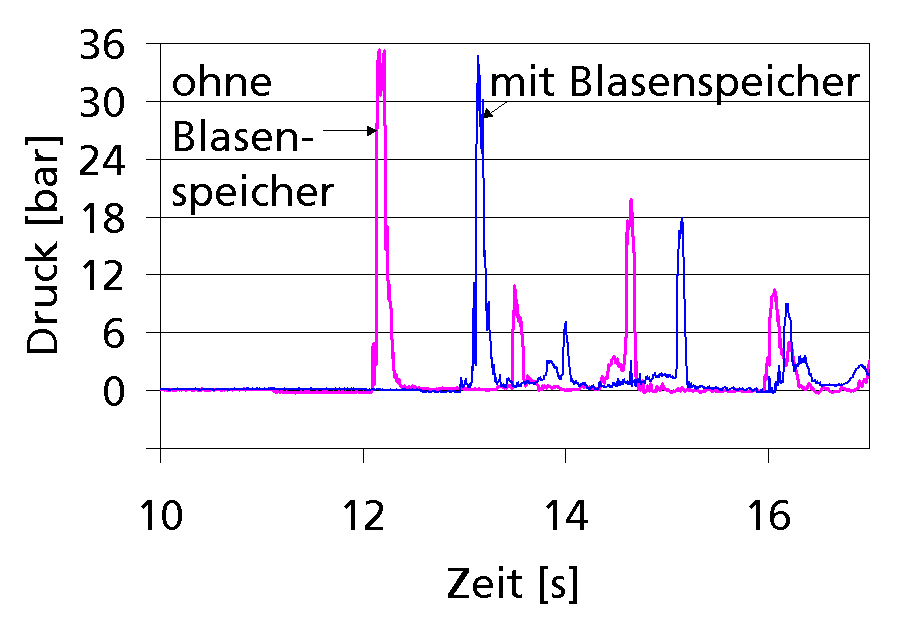 36
30
24
18
12
6
0
Druck [bar]
ohne
Blasen-
speicher
mit Blasenspeicher
10 12 14 16
Zeit [s]